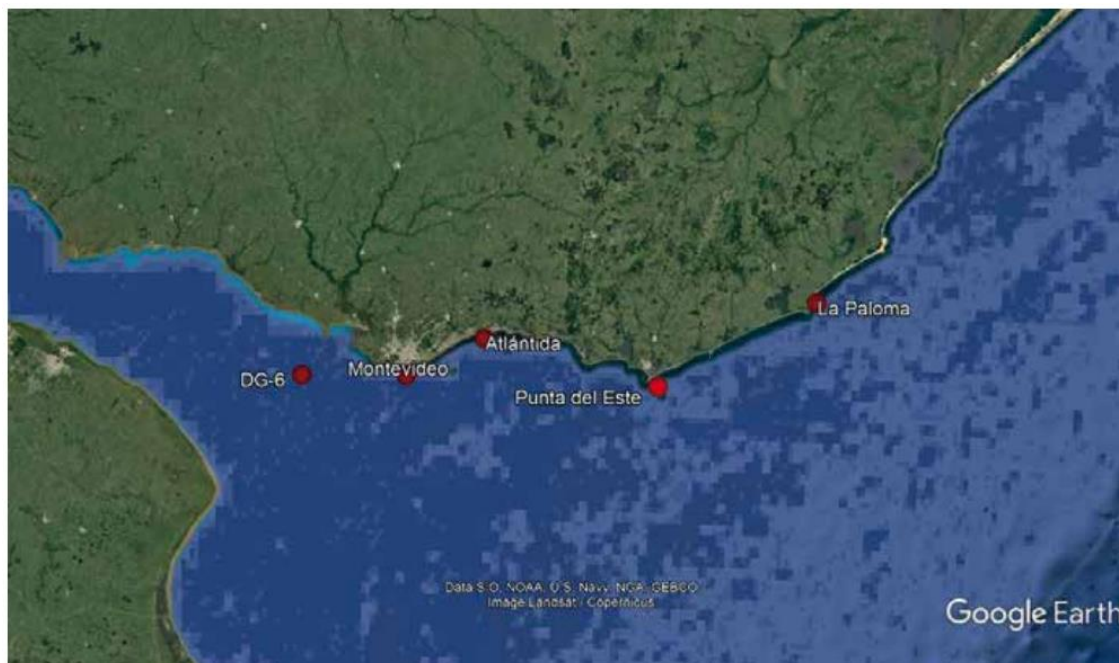 La Paloma
Atlántida
Montevideo
DG-6
Punta del Este
Data S.O, NOAA, U.S. Navy, NGA, GEBCO
Image Landsat / Copernicus
Google Earth